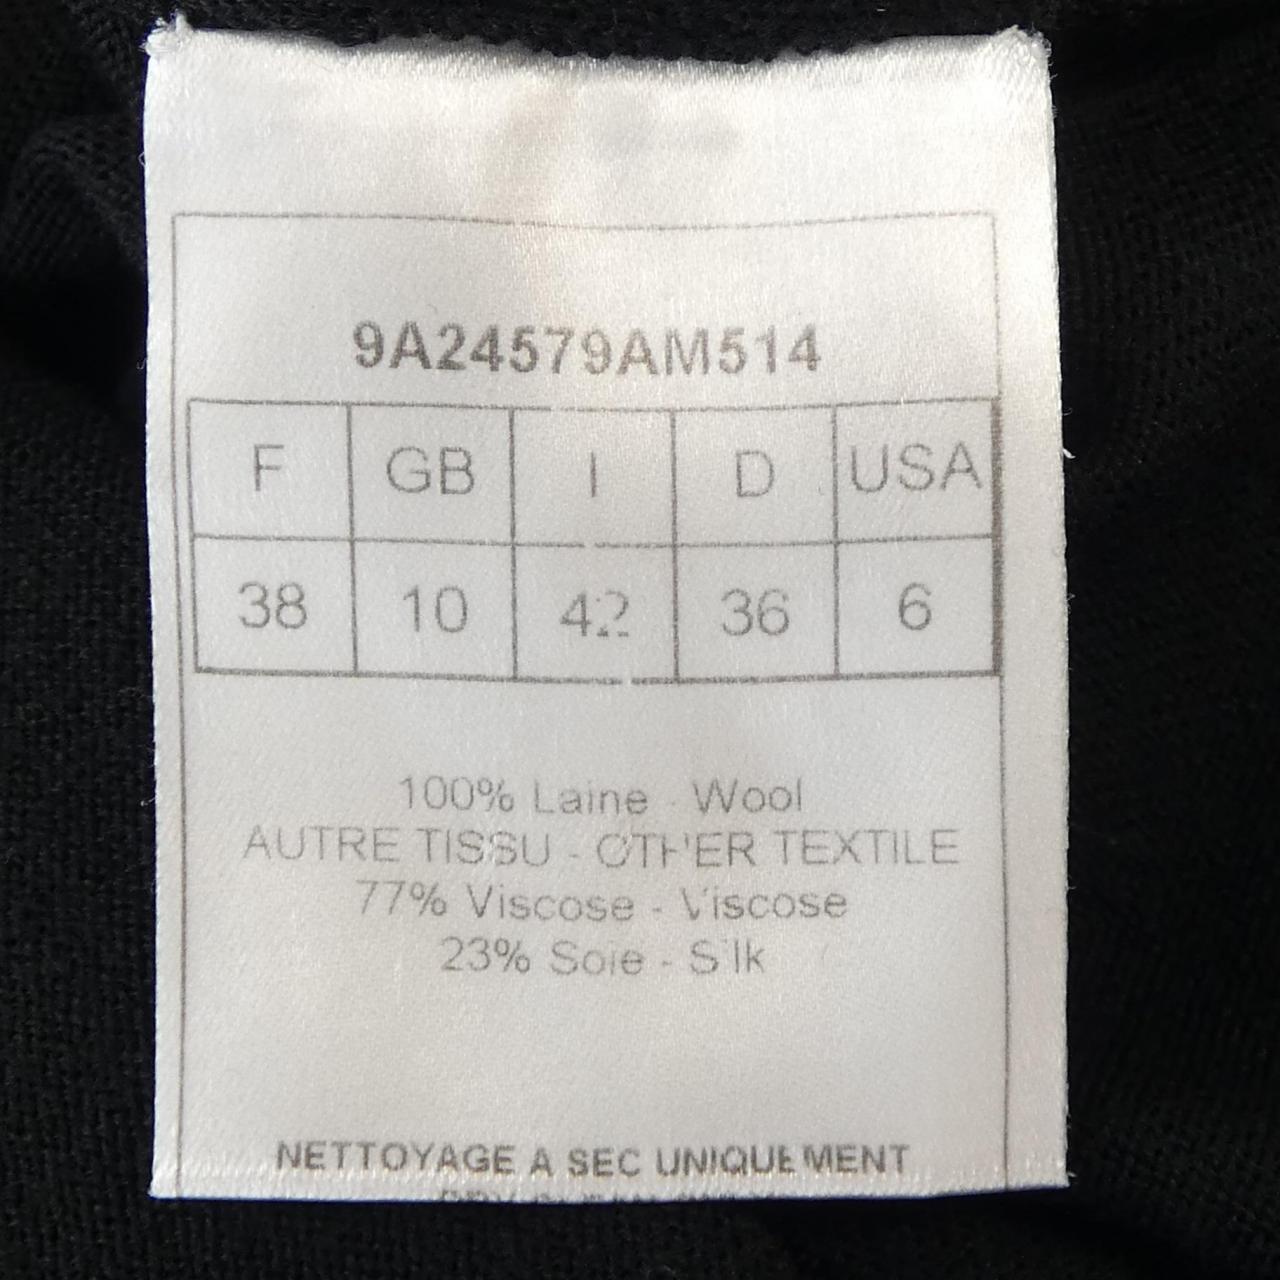 9A24579AM514
F GB I D USA
38 10 42 36 6
100% Laine - Wool
AUTRE TISSU - OTHER TEXTILE
77% Viscose - Viscose
23% Soie - Silk
NETTOYAGE A SEC UNIQUEMENT